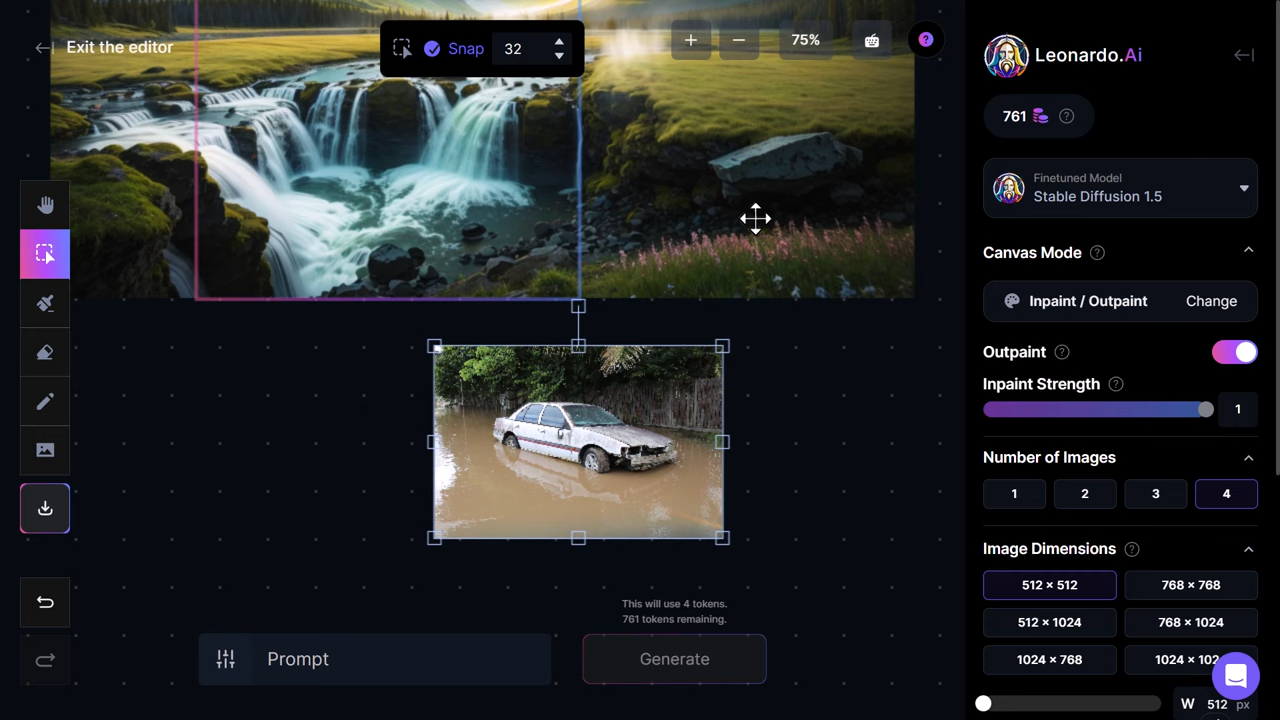 Exit the editor
Snap 32
75%
?
Leonardo.Ai
761 ?
Finetuned Model
Stable Diffusion 1.5
Canvas Mode ?
Inpaint / Outpaint Change
Outpaint ?
Inpaint Strength ?
1
Number of Images
1 2 3 4
Image Dimensions ?
512 × 512 768 × 768
512 × 1024 768 × 1024
1024 × 768 1024 × 102
W 512 px
This will use 4 tokens.
761 tokens remaining.
Prompt Generate